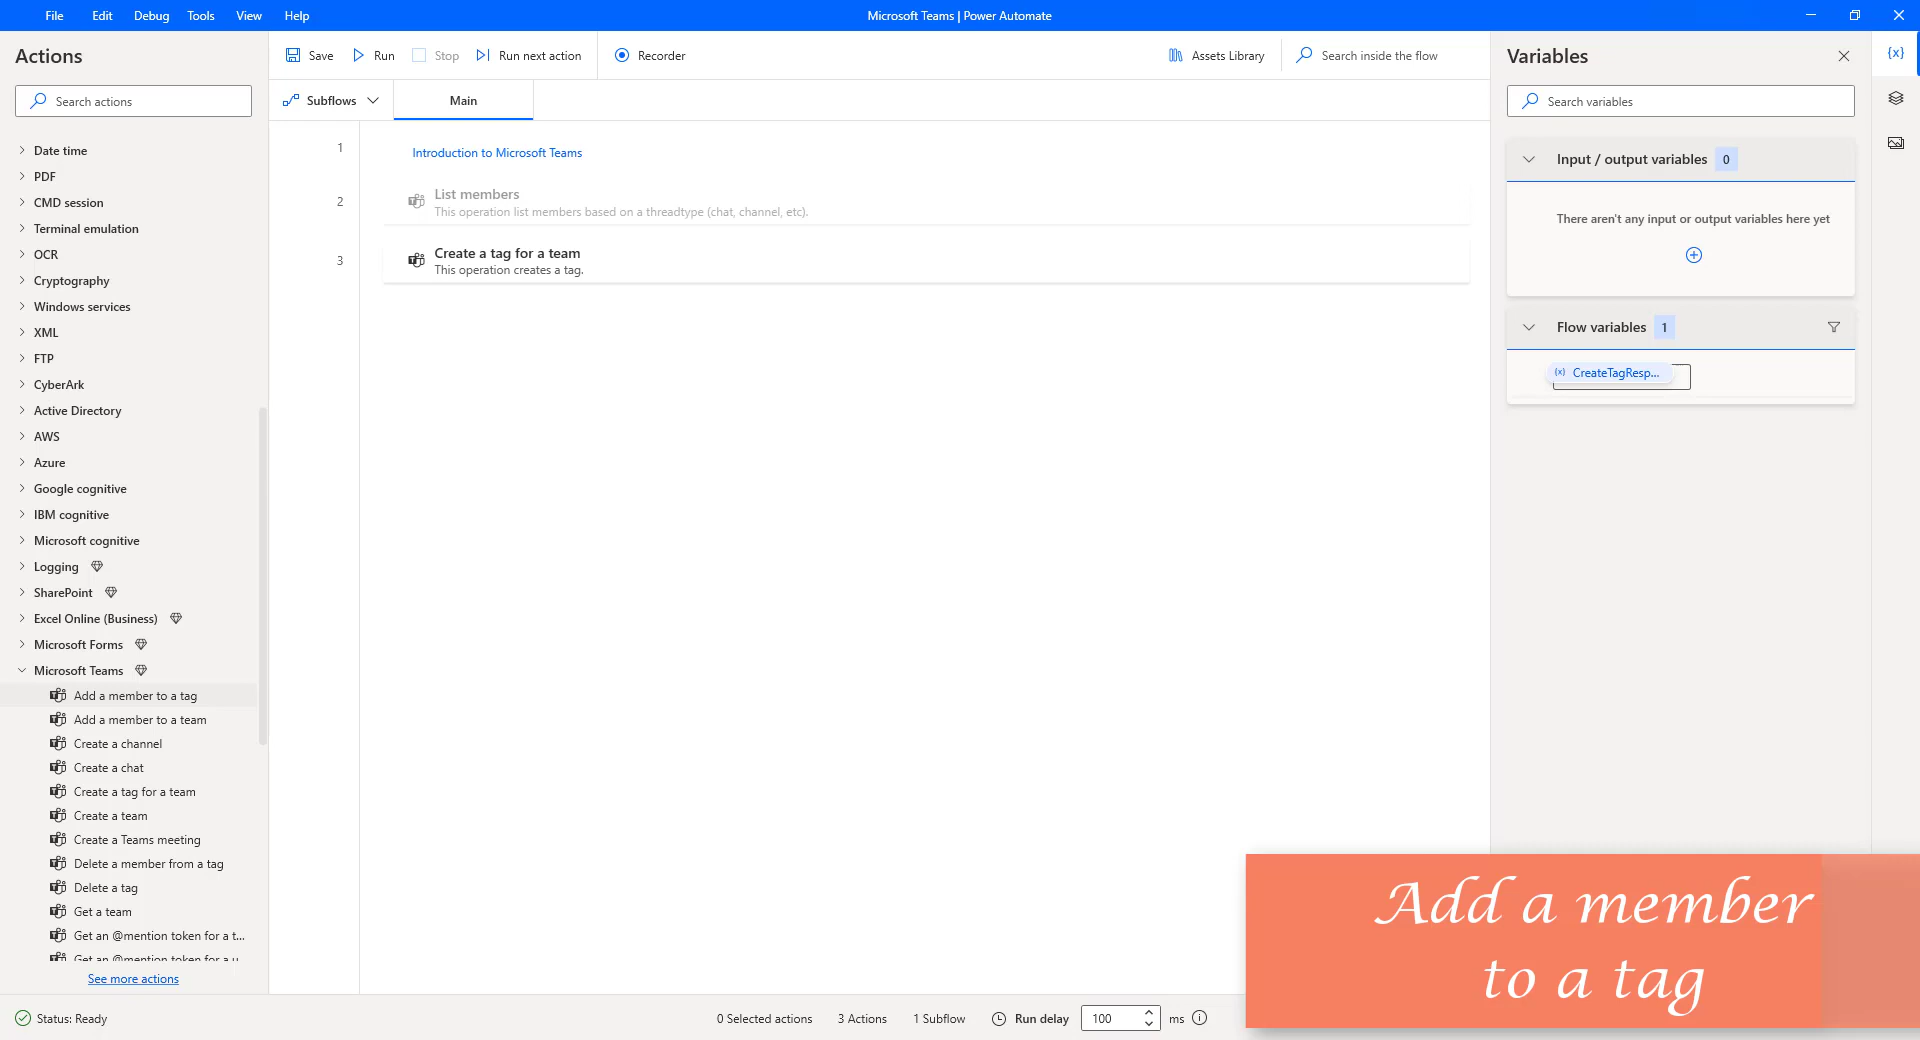 File Edit Debug Tools View Help
Microsoft Teams | Power Automate
Actions
Search actions
Date time
PDF
CMD session
Terminal emulation
OCR
Cryptography
Windows services
XML
FTP
CyberArk
Active Directory
AWS
Azure
Google cognitive
IBM cognitive
Microsoft cognitive
Logging
SharePoint
Excel Online (Business)
Microsoft Forms
Microsoft Teams
Add a member to a tag
Add a member to a team
Create a channel
Create a chat
Create a tag for a team
Create a team
Create a Teams meeting
Delete a member from a tag
Delete a tag
Get a team
Get an @mention token for a t...
Get an @mention token for a u
See more actions
Save Run Stop Run next action Recorder
Assets Library Search inside the flow
Subflows Main
1 Introduction to Microsoft Teams
2 List members
This operation list members based on a threadtype (chat, channel, etc).
3 Create a tag for a team
This operation creates a tag.
Variables
{x}
Search variables
Input / output variables 0
There aren't any input or output variables here yet
Flow variables 1
(x) CreateTagResp...
Add a member
to a tag
Status: Ready
0 Selected actions 3 Actions 1 Subflow Run delay 100 ms